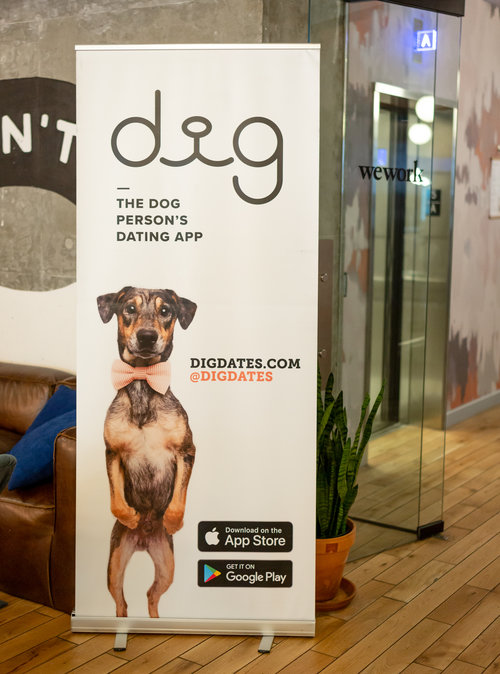 N'T
dig
THE DOG
PERSON'S
DATING APP
DIGDATES.COM
@DIGDATES
Download on the
App Store
GET IT ON
Google Play
wework